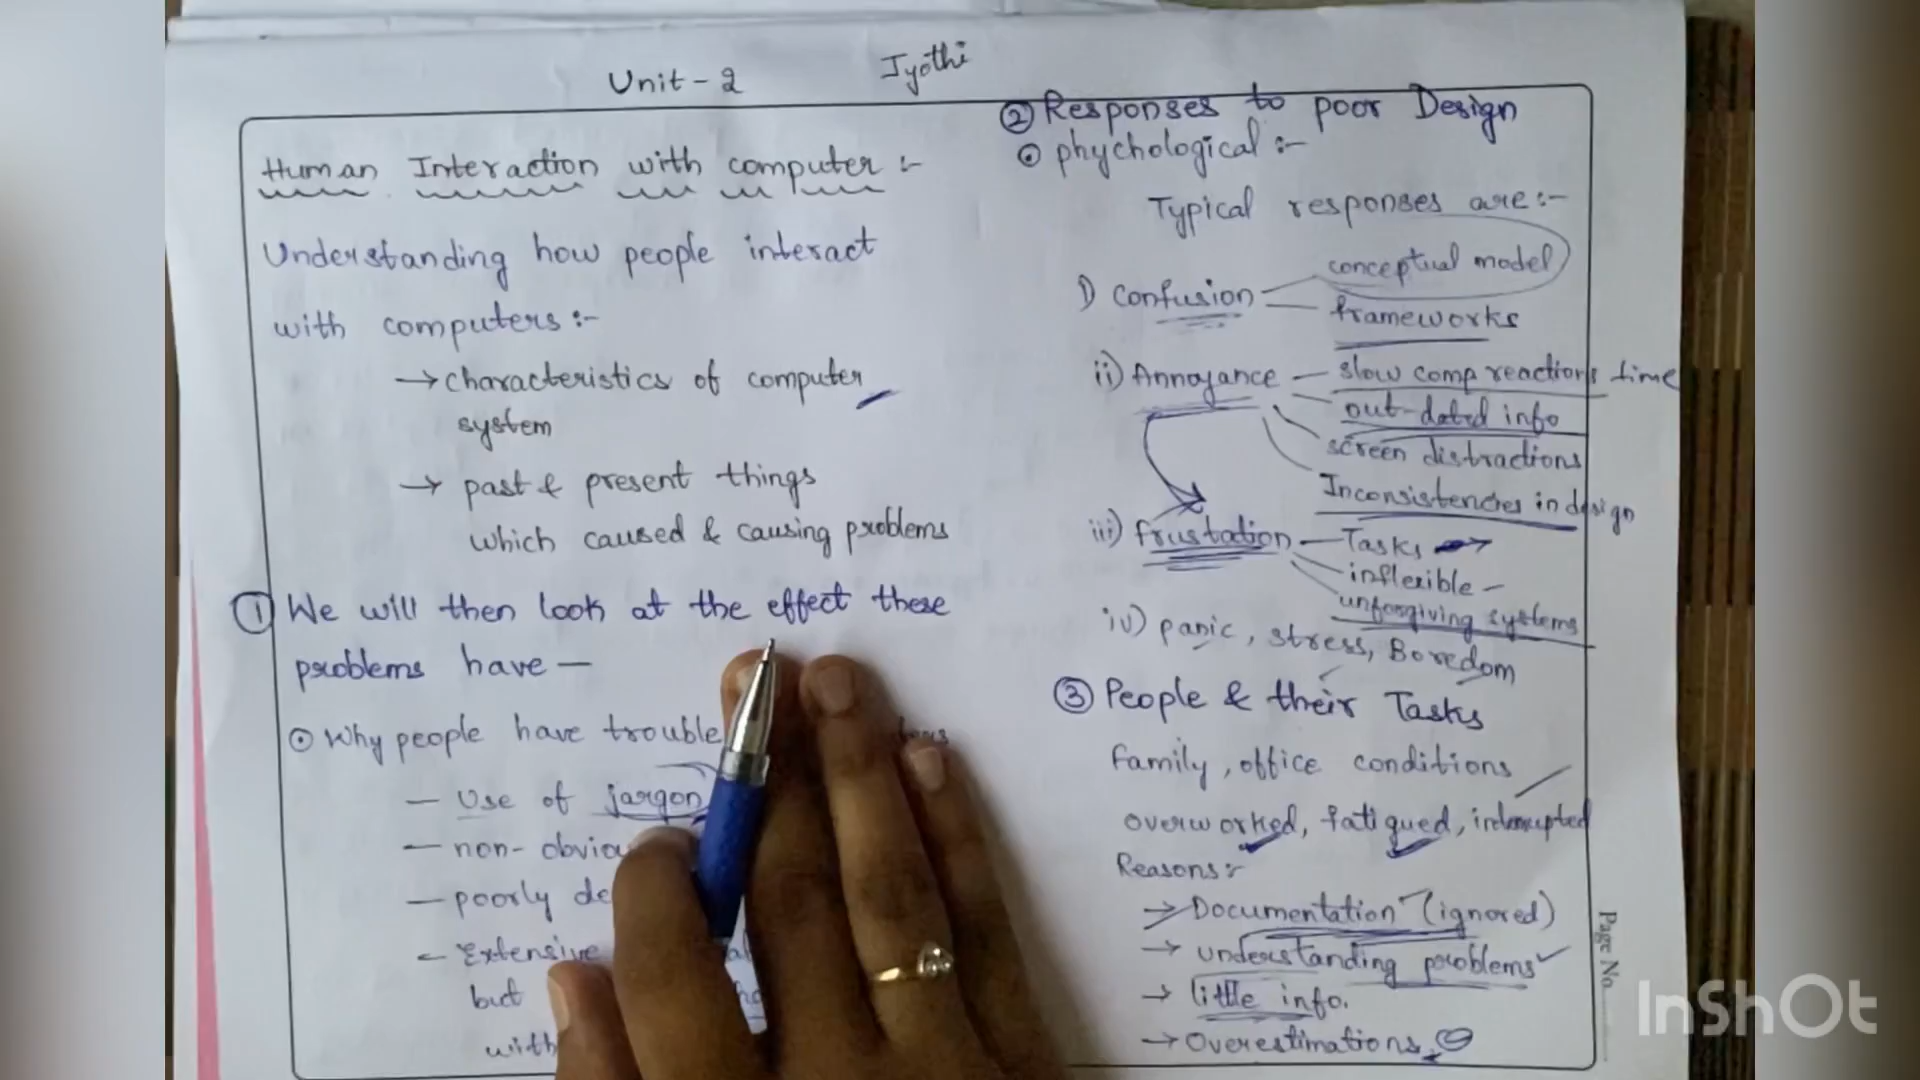 Unit - 2
Jyothi
Human Interaction with computer :-
Understanding how people interact
with computers :-
→ characteristics of computer
system
→ past & present things
which caused & causing problems
① We will then look at the effect these
problems have —
⊙ Why people have trouble
— Use of jargon
— non-
— poorly
— Extensive
but
with
② Responses to poor Design
⊙ phychological :-
Typical responses are :-
i) Confusion — conceptual model
— frameworks
ii) Annoyance — slow comp reactions time
out-dated info
screen distractions
Inconsistencies in design
iii) frustation — Tasks →
inflexible -
unforgiving systems
iv) panic, stress, Boredom
③ People & their Tasks
family, office conditions
overworked, fatigued,
Reasons :-
→ Documentation (ignored)
→ understanding problems
→ little info.
→ Overestimations
Page No.
InShOt